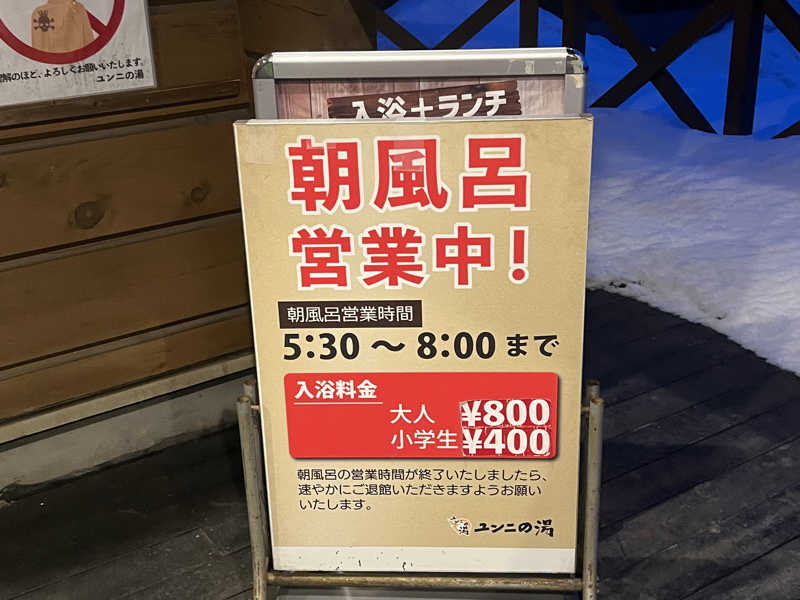 解のほど、よろしくお願いいたします。
ユンニの湯
入浴+ランチ
朝風呂
営業中!
朝風呂営業時間
5:30 〜 8:00 まで
入浴料金
大人 ¥800
小学生 ¥400
朝風呂の営業時間が終了いたしましたら、
速やかにご退館いただきますようお願い
いたします。
ユンニの湯